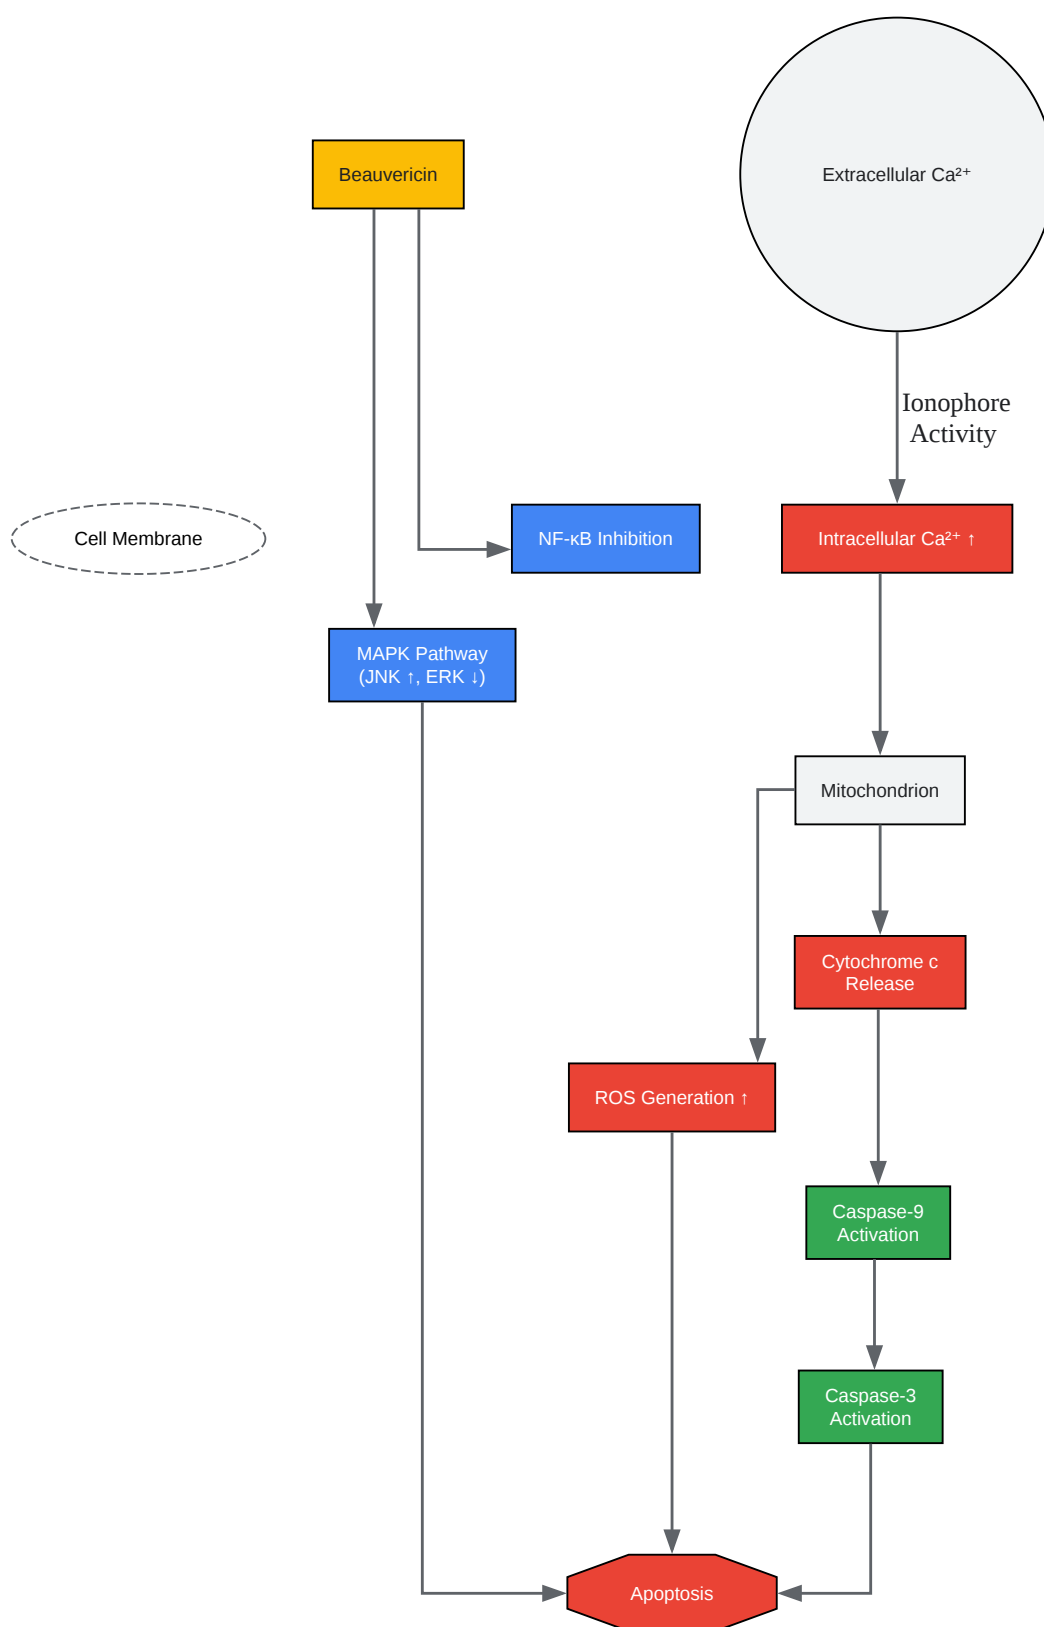 Beauvericin
Extracellular Ca²⁺
Ionophore
Activity
Cell Membrane
NF-κB Inhibition
Intracellular Ca²⁺ ↑
MAPK Pathway
(JNK ↑, ERK ↓)
Mitochondrion
Cytochrome c
Release
ROS Generation ↑
Caspase-9
Activation
Caspase-3
Activation
Apoptosis